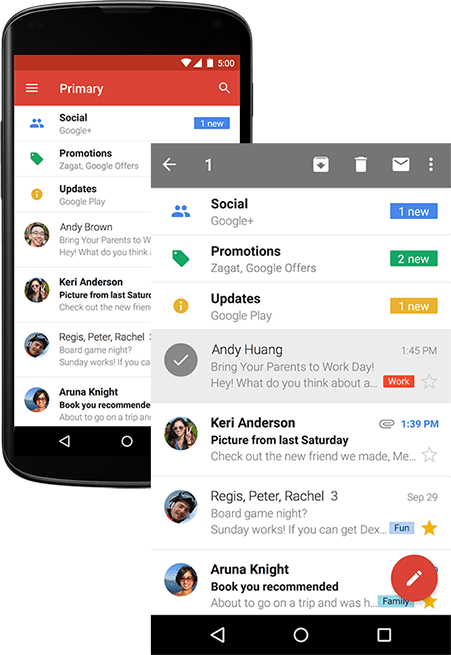 5:00
Primary
Social
Google+
1 new
Promotions
Zagat, Google Offers
Updates
Google Play
Andy Brown
Bring Your Parents to W
Hey! What do you think ab
Keri Anderson
Picture from last Saturda
Check out the new friend
Regis, Peter, Rachel
Board game night?
Sunday works! If you ca
Aruna Knight
Book you recommended
About to go on a trip and
1
Social
Google+
1 new
Promotions
Zagat, Google Offers
2 new
Updates
Google Play
1 new
Andy Huang
1:45 PM
Bring Your Parents to Work Day!
Hey! What do you think about a...
Work
Keri Anderson
1:39 PM
Picture from last Saturday
Check out the new friend we made, Me...
Regis, Peter, Rachel 3
Sep 29
Board game night?
Sunday works! If you can get Dex...
Fun
Aruna Knight
Book you recommended
About to go on a trip and was h...
Family